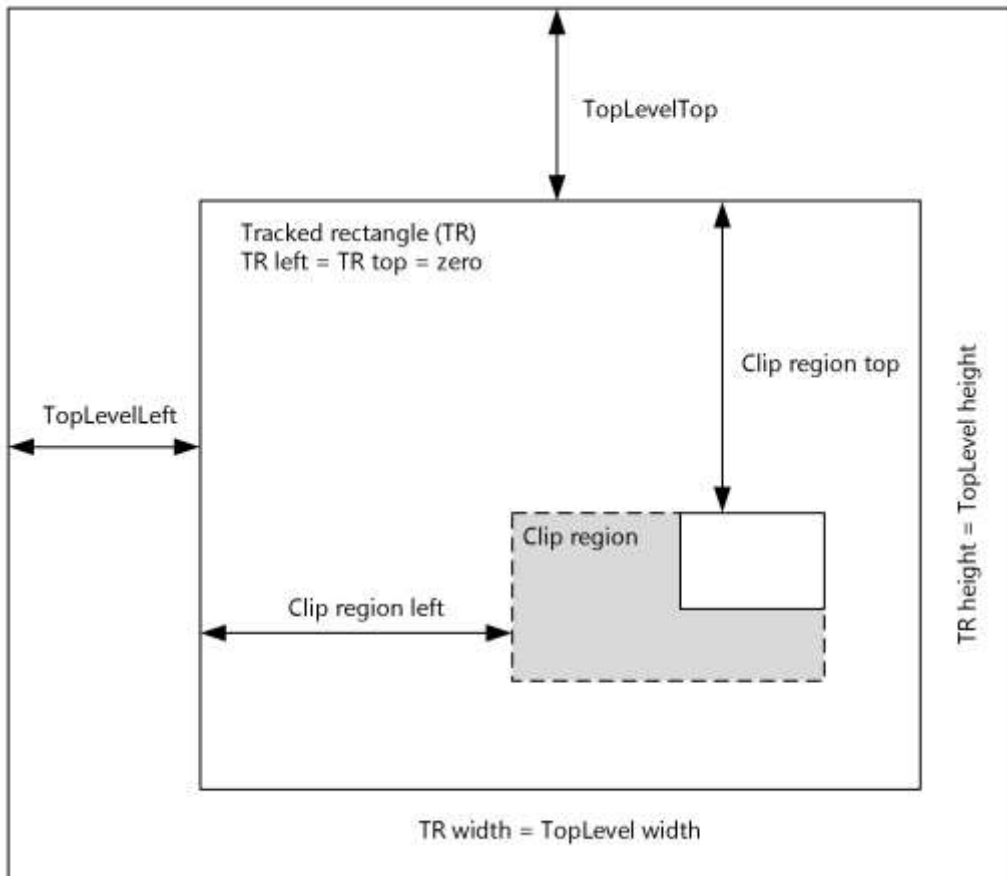 TopLevelTop
Tracked rectangle (TR)
TR left = TR top = zero
Clip region top
TopLevelLeft
TR height = TopLevel height
Clip region
Clip region left
TR width = TopLevel width